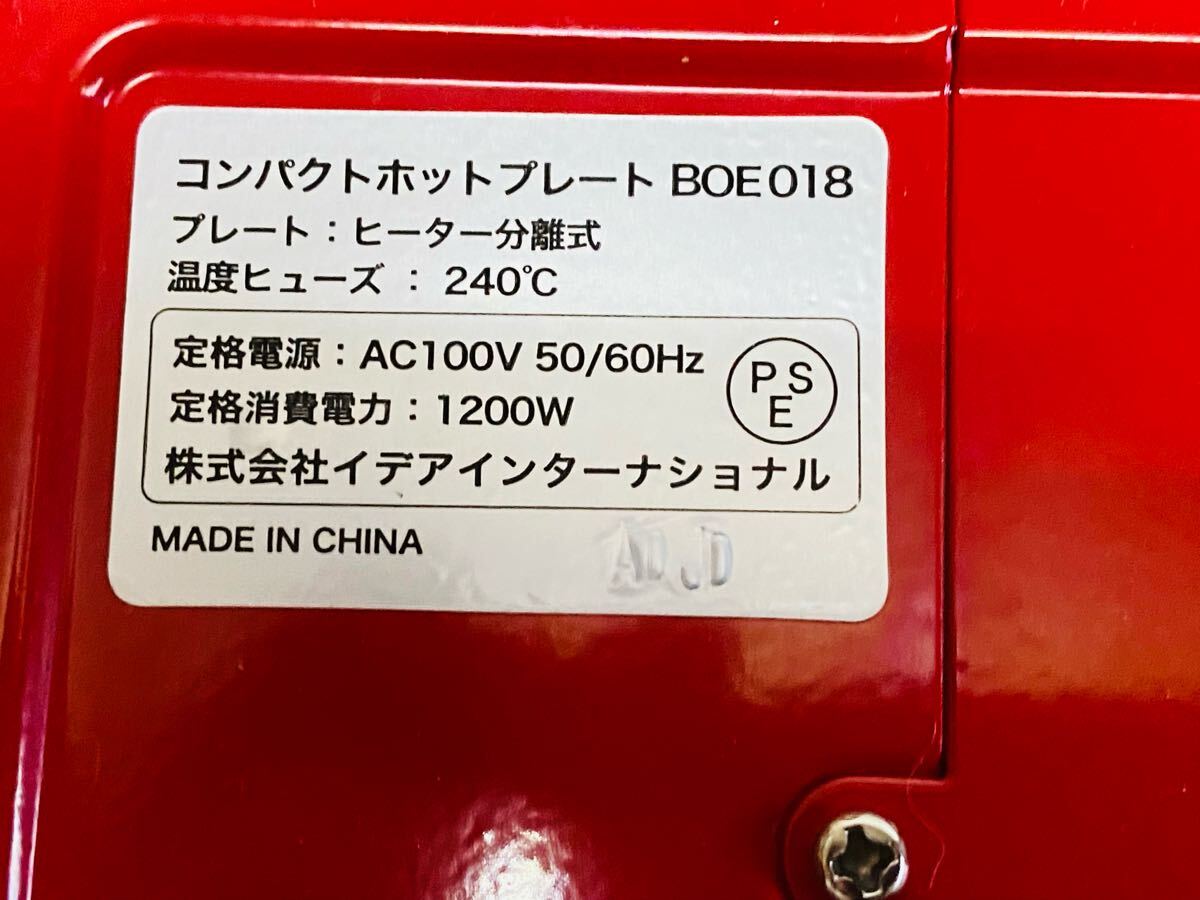 コンパクトホットプレート BOE018
プレート：ヒーター分離式
温度ヒューズ ： 240℃
定格電源：AC100V 50/60Hz
定格消費電力：1200W
PSE
株式会社イデアインターナショナル
MADE IN CHINA
AD JD